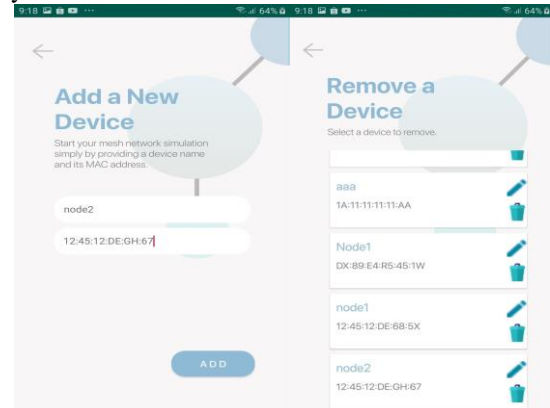 9:18
64%
Add a New
Device
Start your mesh network simulation
simply by providing a device name
and its MAC address.
node2
12:45:12:DE:GH:67
ADD
9:18
64%
Remove a
Device
Select a device to remove.
aaa
1A:11:11:11:11:AA
Node1
DX:89:E4:R5:45:1W
node1
12:45:12:DE:68:5X
node2
12:45:12:DE:GH:67